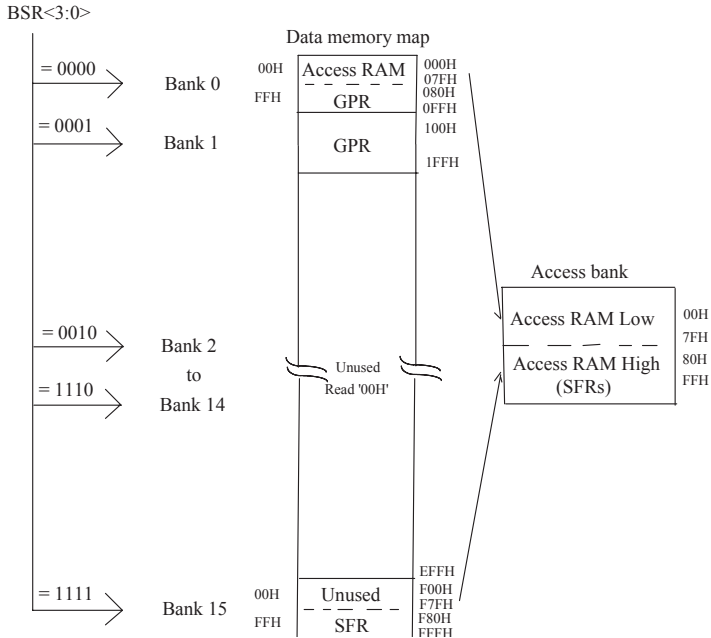 BSR<3:0>
Data memory map
= 0000
Bank 0
00H
FFH
Access RAM
GPR
000H
07FH
080H
0FFH
= 0001
Bank 1
GPR
100H
1FFH
Access bank
Access RAM Low
00H
7FH
Access RAM High
(SFRs)
80H
FFH
= 0010
Bank 2
to
= 1110
Bank 14
Unused
Read '00H'
EFFH
= 1111
Bank 15
00H
FFH
Unused
SFR
F00H
F7FH
F80H
FFFH